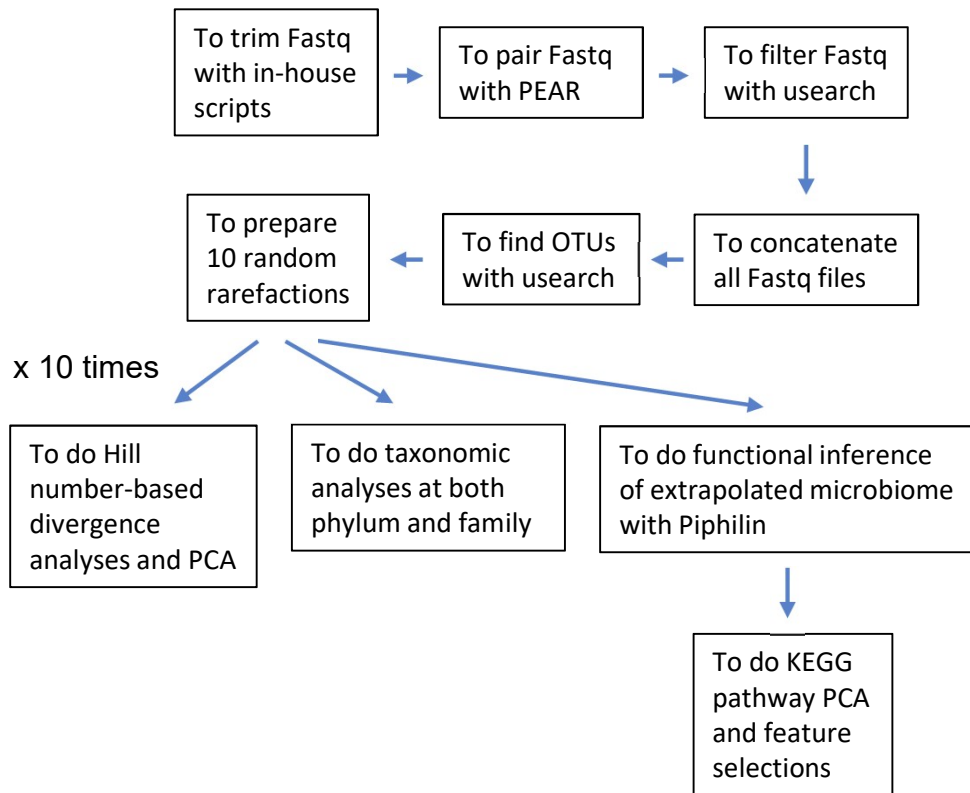 To trim Fastq
with in-house
scripts
To pair Fastq
with PEAR
To filter Fastq
with usearch
To concatenate
all Fastq files
To find OTUs
with usearch
To prepare
10 random
rarefactions
x 10 times
To do Hill
number-based
divergence
analyses and PCA
To do taxonomic
analyses at both
phylum and family
To do functional inference
of extrapolated microbiome
with Piphilin
To do KEGG
pathway PCA
and feature
selections